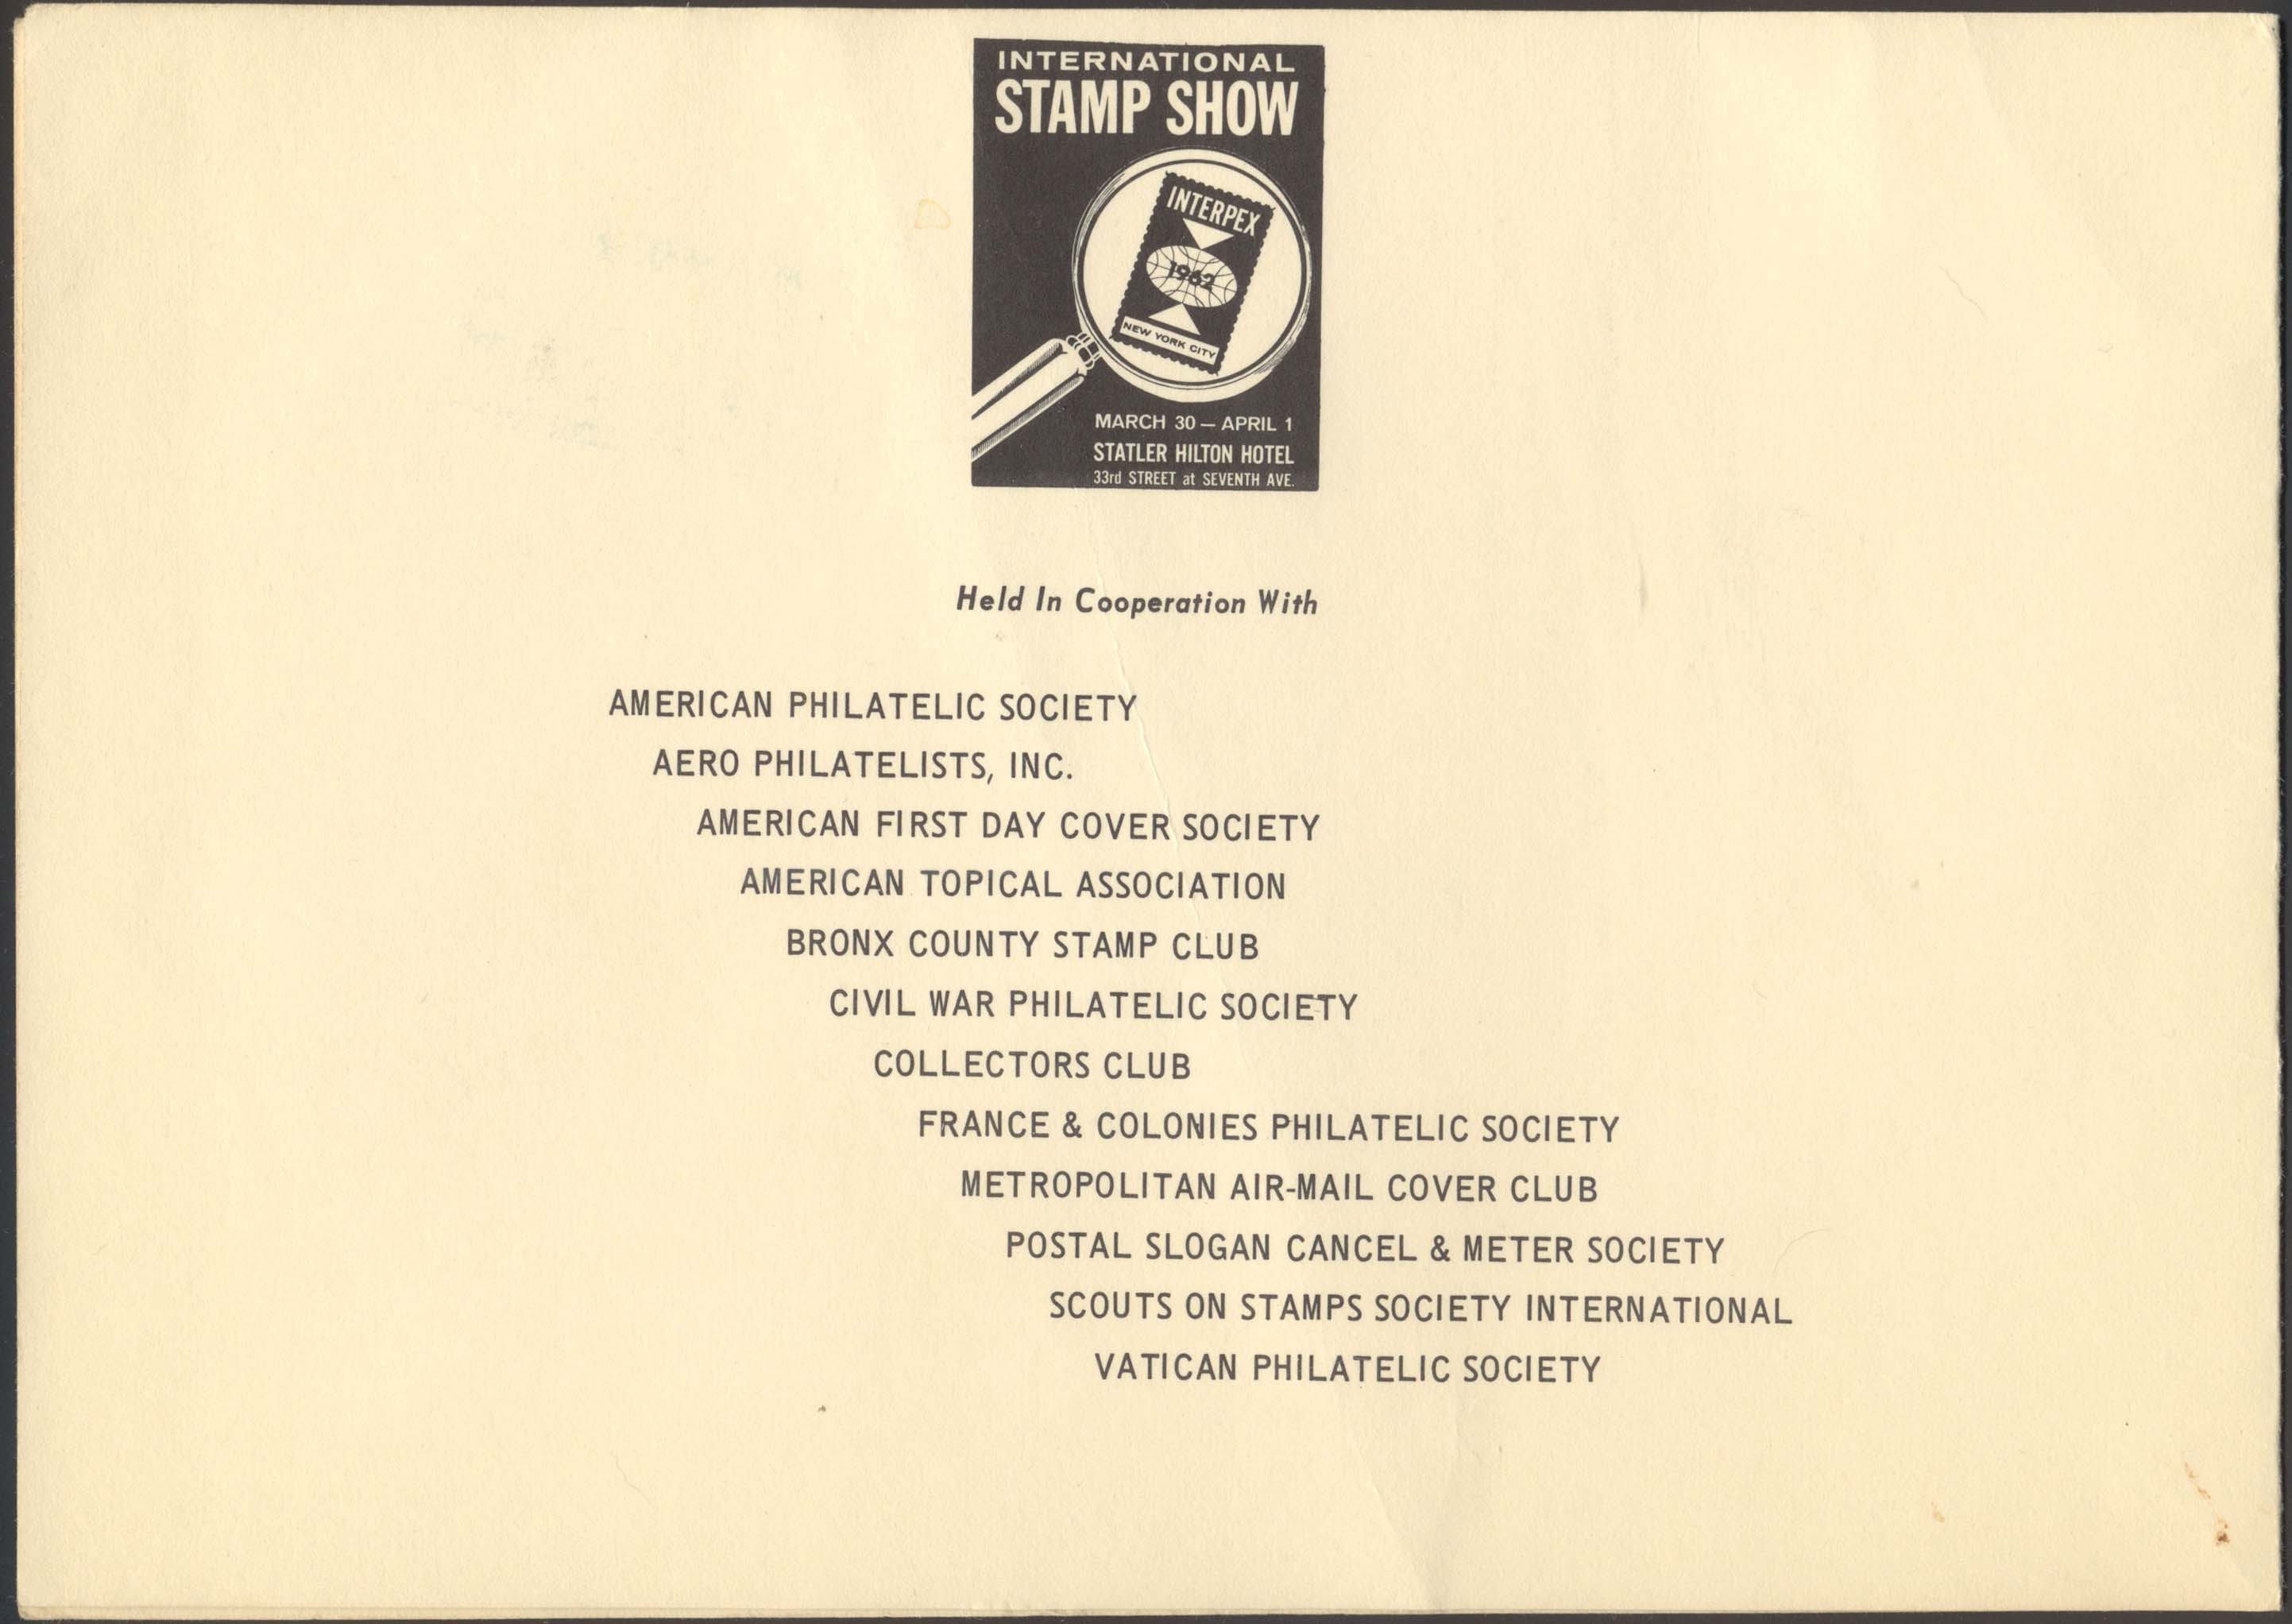 INTERNATIONAL
STAMP SHOW
INTERPEX
1962
NEW YORK CITY
MARCH 30 — APRIL 1
STATLER HILTON HOTEL
33rd STREET at SEVENTH AVE.
Held In Cooperation With
AMERICAN PHILATELIC SOCIETY
AERO PHILATELISTS, INC.
AMERICAN FIRST DAY COVER SOCIETY
AMERICAN TOPICAL ASSOCIATION
BRONX COUNTY STAMP CLUB
CIVIL WAR PHILATELIC SOCIETY
COLLECTORS CLUB
FRANCE & COLONIES PHILATELIC SOCIETY
METROPOLITAN AIR-MAIL COVER CLUB
POSTAL SLOGAN CANCEL & METER SOCIETY
SCOUTS ON STAMPS SOCIETY INTERNATIONAL
VATICAN PHILATELIC SOCIETY